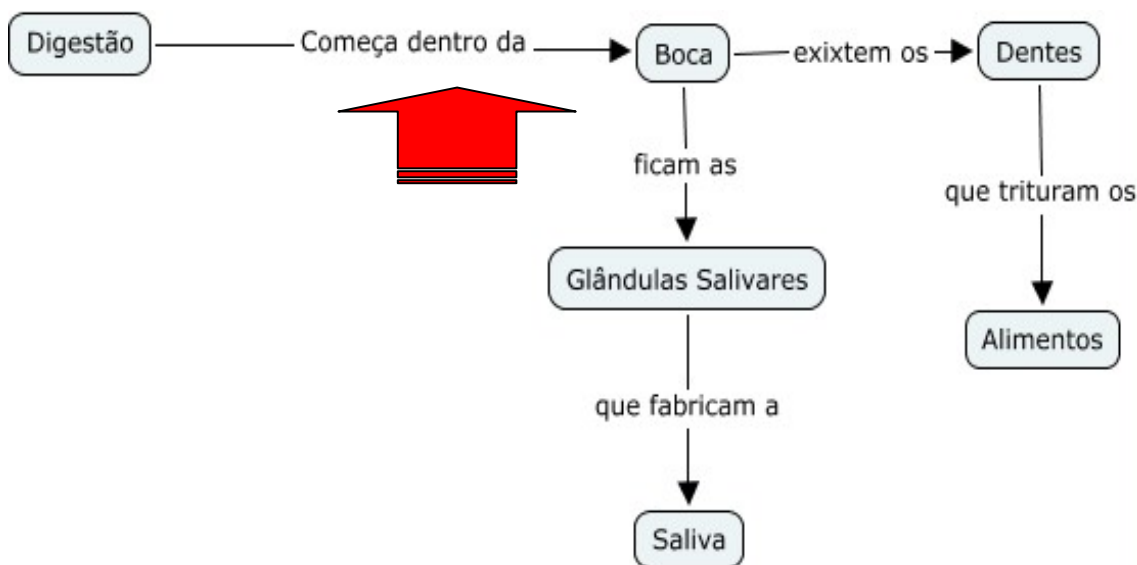 Digestão
Começa dentro da
Boca
exixtem os
Dentes
ficam as
que trituram os
Glândulas Salivares
Alimentos
que fabricam a
Saliva